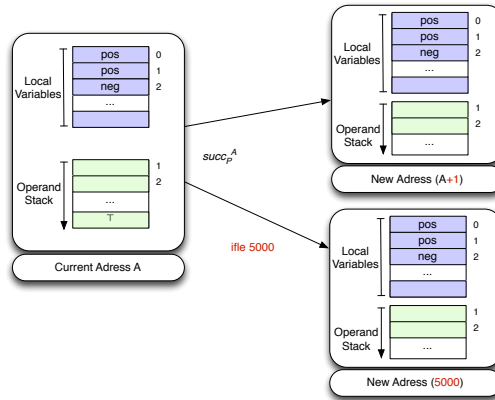 pos 0
pos 1
neg 2
...
Local
Variables
1
2
...
⊤
Operand
Stack
Current Adress A
succ_P^A
ifle 5000
pos 0
pos 1
neg 2
...
Local
Variables
1
2
...
Operand
Stack
New Adress (A+1)
pos 0
pos 1
neg 2
...
Local
Variables
1
2
...
Operand
Stack
New Adress (5000)